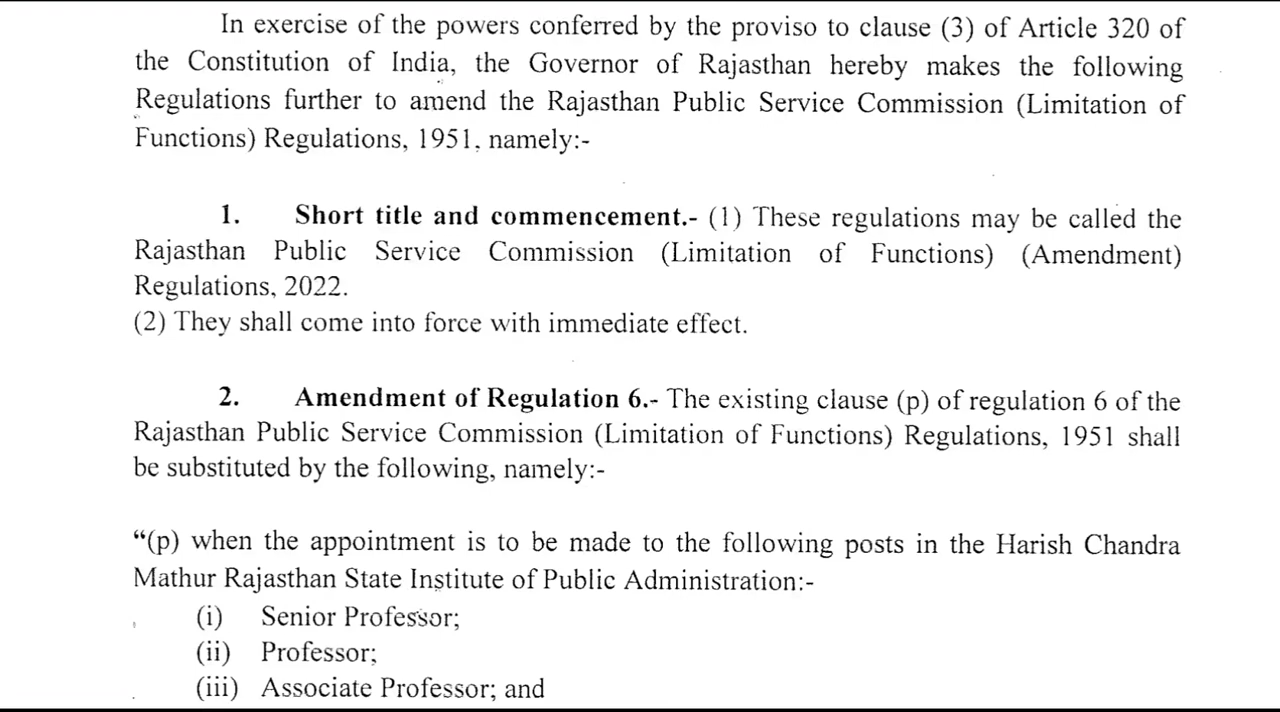 In exercise of the powers conferred by the proviso to clause (3) of Article 320 of
the Constitution of India, the Governor of Rajasthan hereby makes the following
Regulations further to amend the Rajasthan Public Service Commission (Limitation of
Functions) Regulations, 1951, namely:-
1. Short title and commencement.- (1) These regulations may be called the
Rajasthan Public Service Commission (Limitation of Functions) (Amendment)
Regulations, 2022.
(2) They shall come into force with immediate effect.
2. Amendment of Regulation 6.- The existing clause (p) of regulation 6 of the
Rajasthan Public Service Commission (Limitation of Functions) Regulations, 1951 shall
be substituted by the following, namely:-
“(p) when the appointment is to be made to the following posts in the Harish Chandra
Mathur Rajasthan State Institute of Public Administration:-
(i) Senior Professor;
(ii) Professor;
(iii) Associate Professor; and